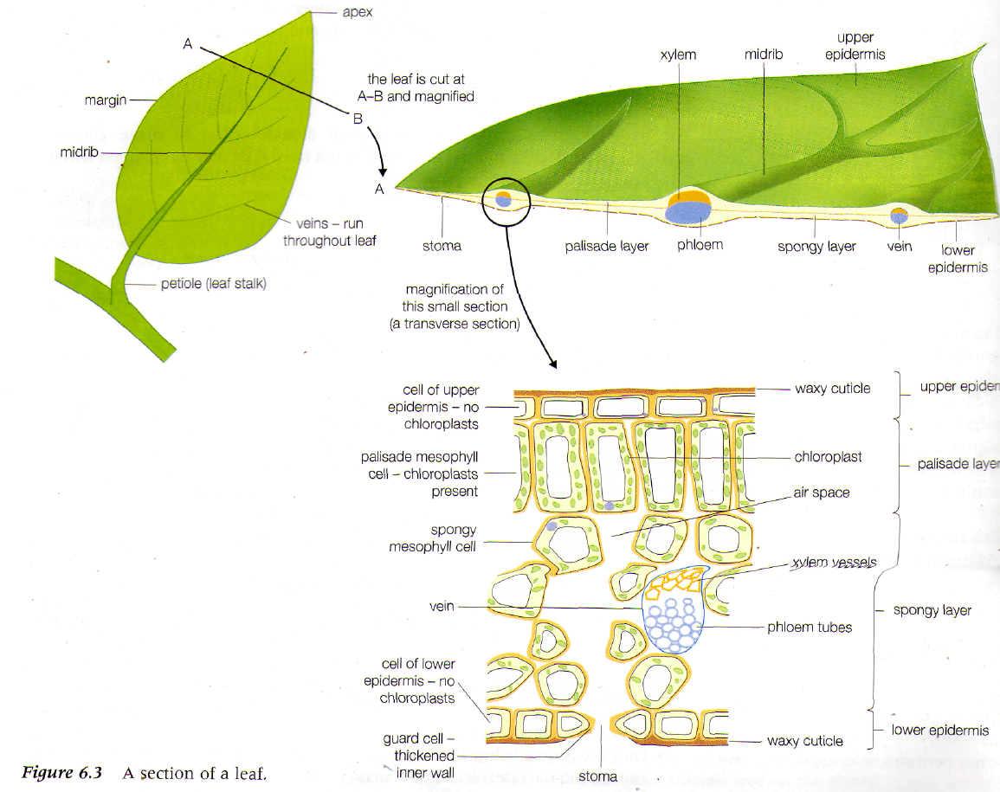 apex
A
the leaf is cut at
A–B and magnified
margin
B
midrib
A
veins – run
throughout leaf
petiole (leaf stalk)
xylem
midrib
upper
epidermis
stoma
palisade layer
phloem
spongy layer
vein
lower
epidermis
magnification of
this small section
(a transverse section)
cell of upper
epidermis – no
chloroplasts
waxy cuticle
upper epider
palisade mesophyll
cell – chloroplasts
present
chloroplast
palisade layer
air space
spongy
mesophyll cell
xylem vessels
vein
spongy layer
phloem tubes
cell of lower
epidermis – no
chloroplasts
lower epidermis
guard cell –
thickened
inner wall
waxy cuticle
stoma
Figure 6.3 A section of a leaf.